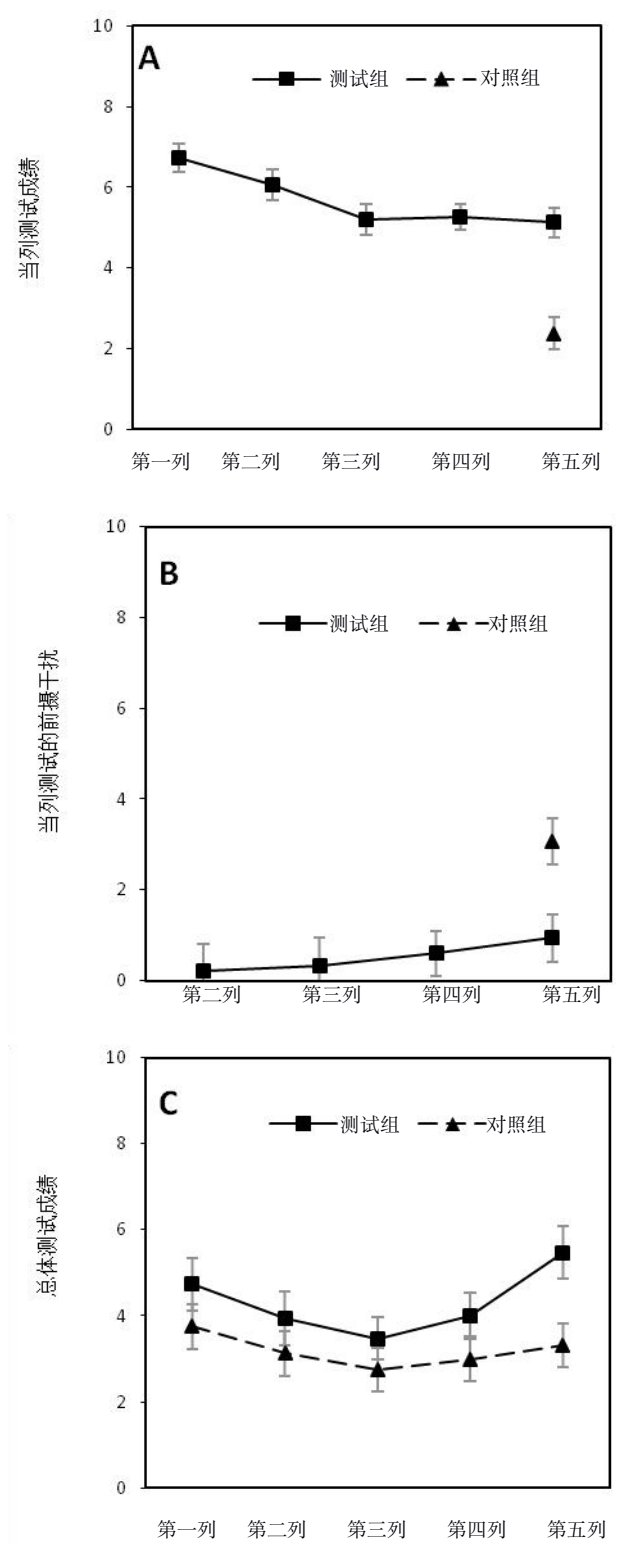 10
A
测试组
对照组
8
6
4
2
0
当列测试成绩
第一列 第二列 第三列 第四列 第五列
10
B
8
测试组
对照组
6
4
2
0
当列测试的前摄干扰
第二列 第三列 第四列 第五列
10
C
测试组
对照组
8
6
4
2
0
总体测试成绩
第一列 第二列 第三列 第四列 第五列